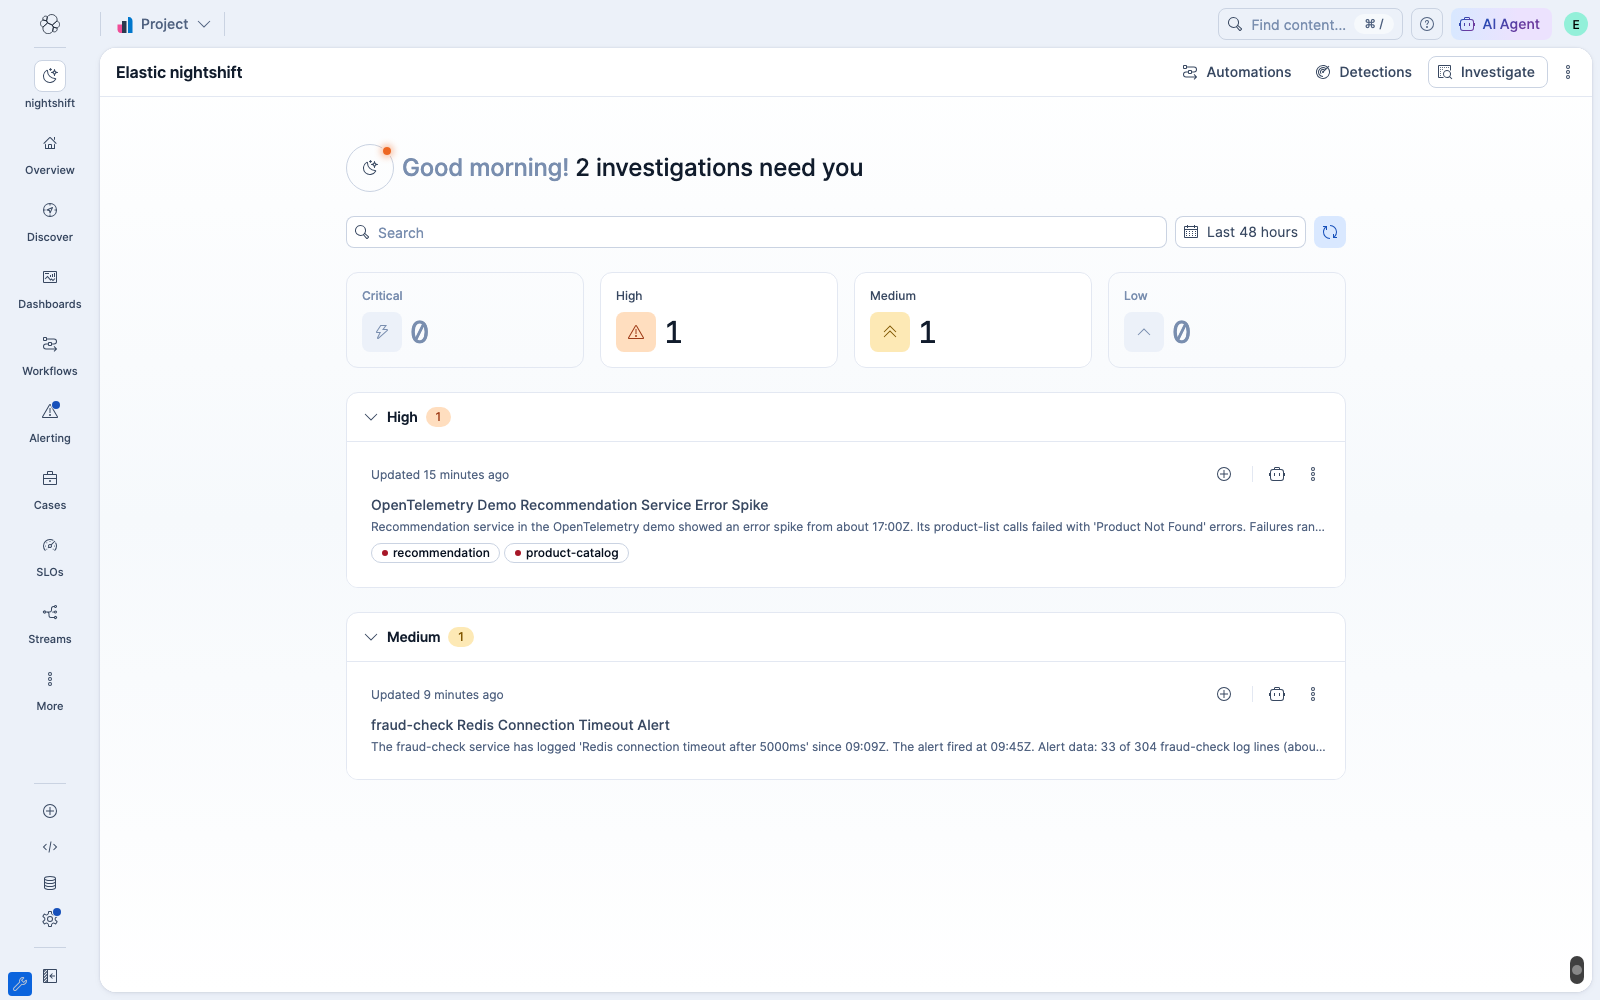 Project
Find content...
⌘ /
AI Agent
E
nightshift
Overview
Discover
Dashboards
Workflows
Alerting
Cases
SLOs
Streams
More
Elastic nightshift
Automations
Detections
Investigate
Good morning! 2 investigations need you
Search
Last 48 hours
Critical
0
High
1
Medium
1
Low
0
High 1
Updated 15 minutes ago
OpenTelemetry Demo Recommendation Service Error Spike
Recommendation service in the OpenTelemetry demo showed an error spike from about 17:00Z. Its product-list calls failed with 'Product Not Found' errors. Failures ran...
recommendation product-catalog
Medium 1
Updated 9 minutes ago
fraud-check Redis Connection Timeout Alert
The fraud-check service has logged 'Redis connection timeout after 5000ms' since 09:09Z. The alert fired at 09:45Z. Alert data: 33 of 304 fraud-check log lines (abou...